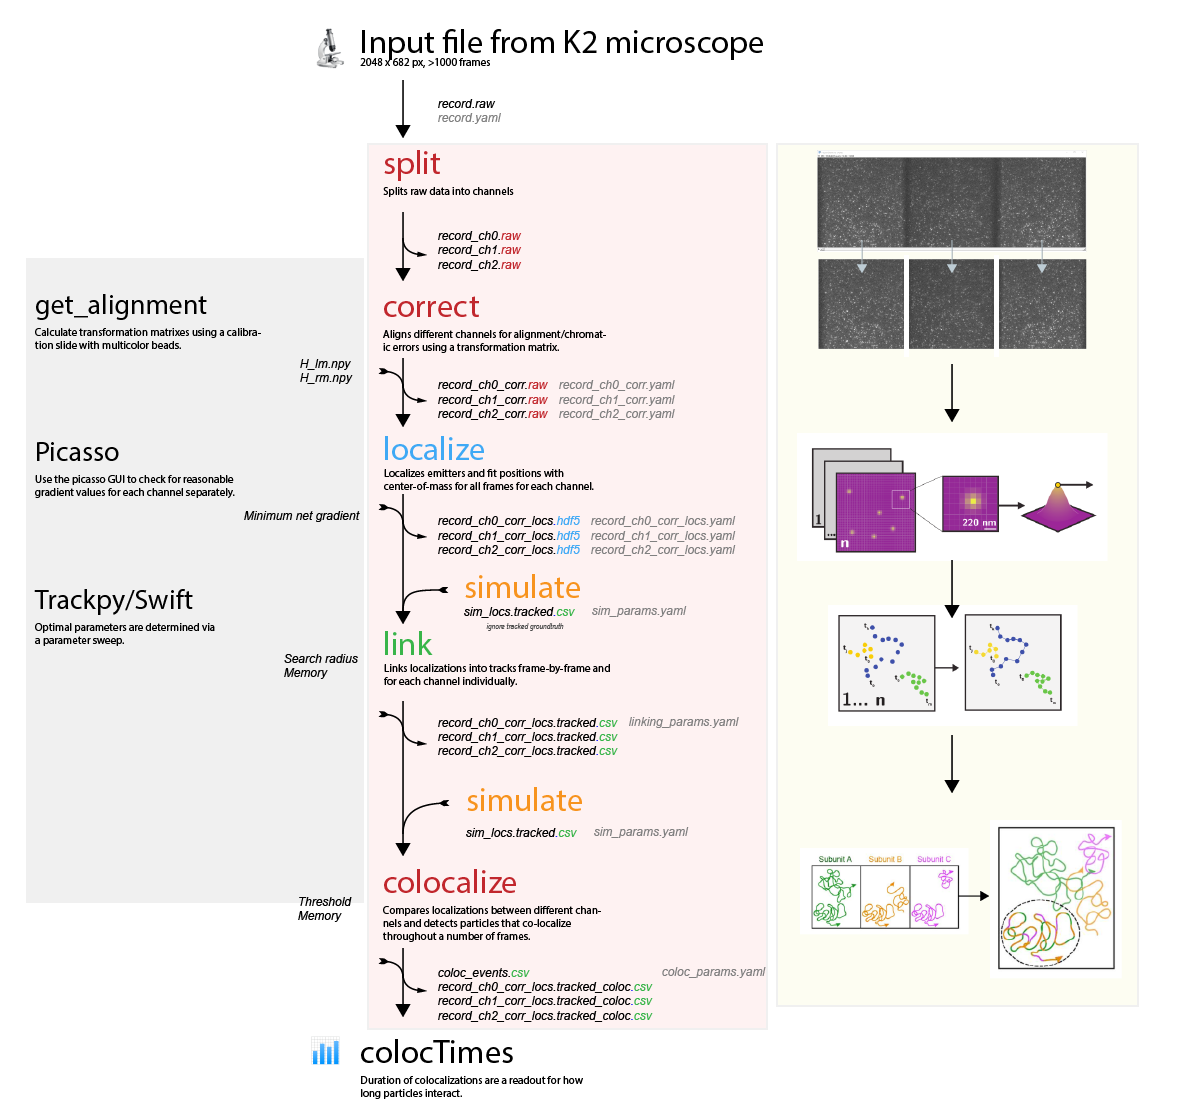 Input file from K2 microscope
2048 x 682 px, >1000 frames
record.raw
record.yaml
split
Splits raw data into channels
record_ch0.raw
record_ch1.raw
record_ch2.raw
get_alignment
Calculate transformation matrixes using a calibra-
tion slide with multicolor beads.
H_lm.npy
H_rm.npy
correct
Aligns different channels for alignment/chromat-
ic errors using a transformation matrix.
record_ch0_corr.raw record_ch0_corr.yaml
record_ch1_corr.raw record_ch1_corr.yaml
record_ch2_corr.raw record_ch2_corr.yaml
Picasso
Use the picasso GUI to check for reasonable
gradient values for each channel separately.
Minimum net gradient
localize
Localizes emitters and fit positions with
center-of-mass for all frames for each channel.
record_ch0_corr_locs.hdf5 record_ch0_corr_locs.yaml
record_ch1_corr_locs.hdf5 record_ch1_corr_locs.yaml
record_ch2_corr_locs.hdf5 record_ch2_corr_locs.yaml
simulate
sim_locs.tracked.csv sim_params.yaml
ignore tracked groundtruth
Trackpy/Swift
Optimal parameters are determined via
a parameter sweep.
Search radius
Memory
link
Links localizations into tracks frame-by-frame and
for each channel individually.
record_ch0_corr_locs.tracked.csv linking_params.yaml
record_ch1_corr_locs.tracked.csv
record_ch2_corr_locs.tracked.csv
simulate
sim_locs.tracked.csv sim_params.yaml
Threshold
Memory
colocalize
Compares localizations between different chan-
nels and detects particles that co-localize
throughout a number of frames.
coloc_events.csv coloc_params.yaml
record_ch0_corr_locs.tracked_coloc.csv
record_ch1_corr_locs.tracked_coloc.csv
record_ch2_corr_locs.tracked_coloc.csv
colocTimes
Duration of colocalizations are a readout for how
long particles interact.
1
...
n
220 nm
1... n
Subunit A Subunit B Subunit C